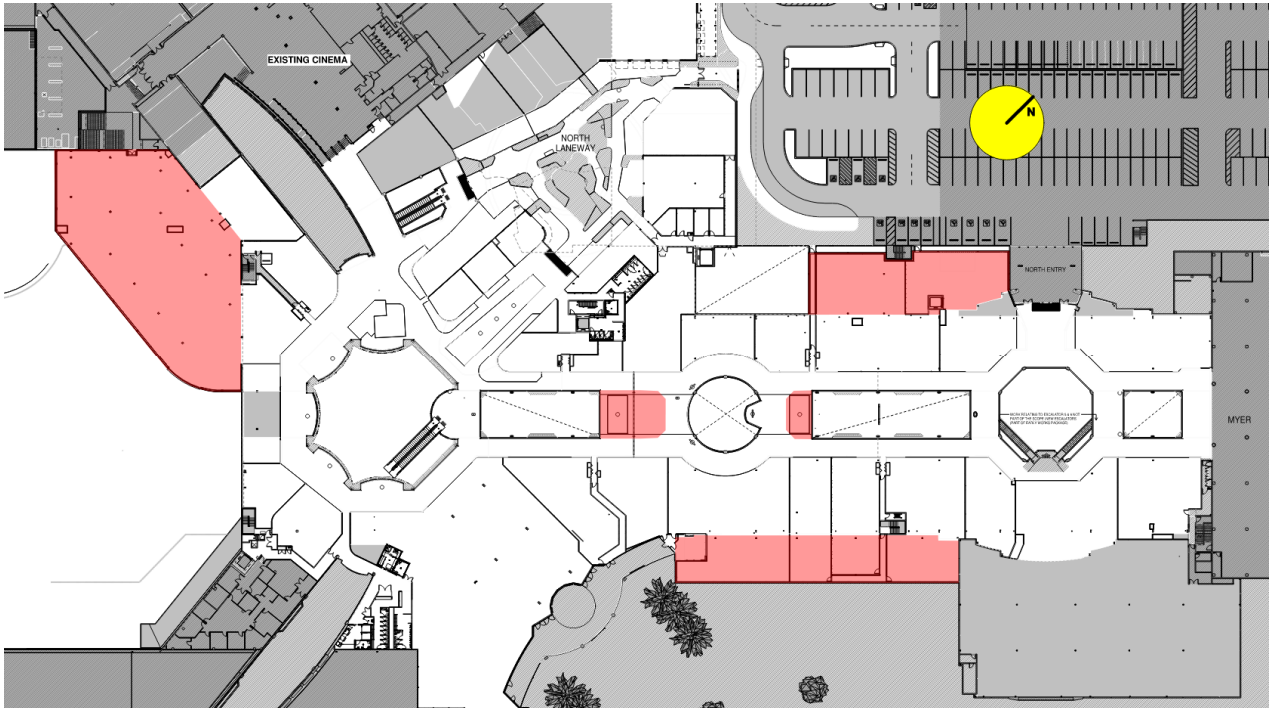 EXISTING CINEMA
N
NORTH
LANEWAY
NORTH ENTRY
MYER